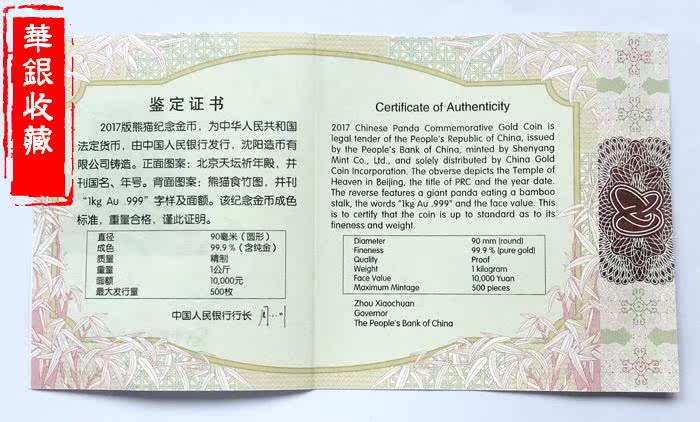 華銀收藏
鉴定证书
2017版熊猫纪念金币，为中华人民共和国
法定货币，由中国人民银行发行，沈阳造币有
限公司铸造。正面图案：北京天坛祈年殿，并
刊国名、年号。背面图案：熊猫食竹图，并刊
“1kg Au .999”字样及面额。该纪念金币成色
标准，重量合格，谨此证明。
直径 90毫米（圆形）
成色 99.9％（含纯金）
质量 精制
重量 1公斤
面额 10,000元
最大发行量 500枚
中国人民银行行长
Certificate of Authenticity
2017 Chinese Panda Commemorative Gold Coin is
legal tender of the People's Republic of China, issued
by the People's Bank of China, minted by Shenyang
Mint Co., Ltd., and solely distributed by China Gold
Coin Incorporation. The obverse depicts the Temple of
Heaven in Beijing, the title of PRC and the year date.
The reverse features a giant panda eating a bamboo
stalk, the words "1kg Au .999" and the face value. This
is to certify that the coin is up to standard as to its
fineness and weight.
Diameter 90 mm (round)
Fineness 99.9 % (pure gold)
Quality Proof
Weight 1 kilogram
Face Value 10,000 Yuan
Maximum Mintage 500 pieces
Zhou Xiaochuan
Governor
The People's Bank of China